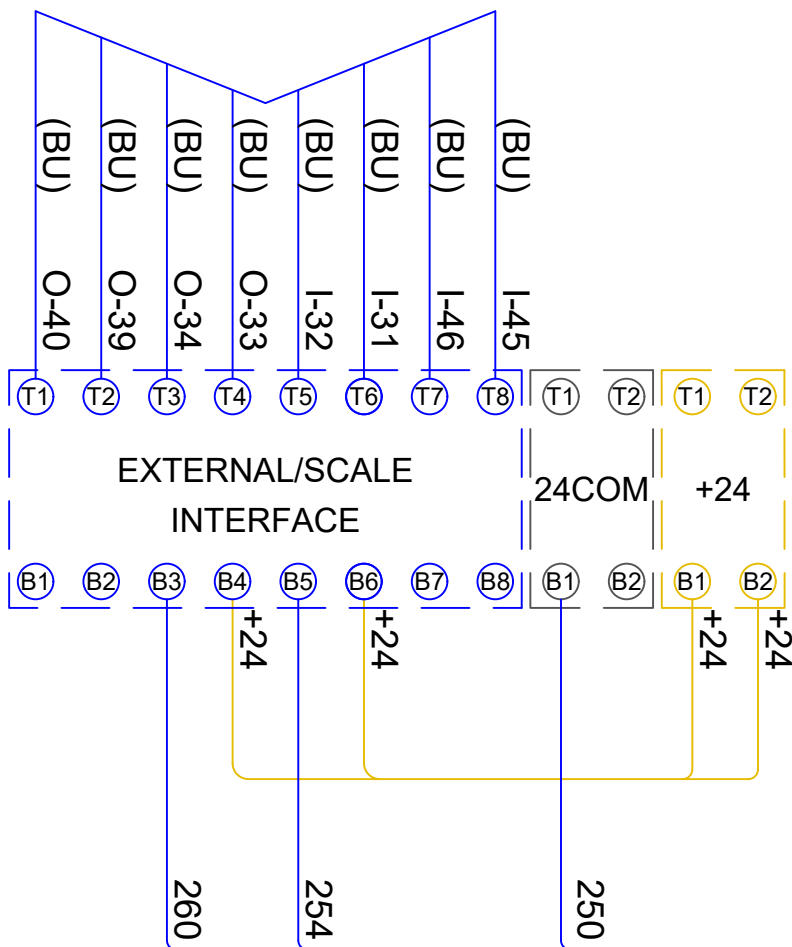 (BU) (BU) (BU) (BU) (BU) (BU) (BU) (BU)
O-40 O-39 O-34 O-33 I-32 I-31 I-46 I-45
T1 T2 T3 T4 T5 T6 T7 T8 T1 T2 T1 T2
EXTERNAL/SCALE
INTERFACE
24COM
+24
B1 B2 B3 B4 B5 B6 B7 B8 B1 B2 B1 B2
+24 +24 +24 +24
260 254 250